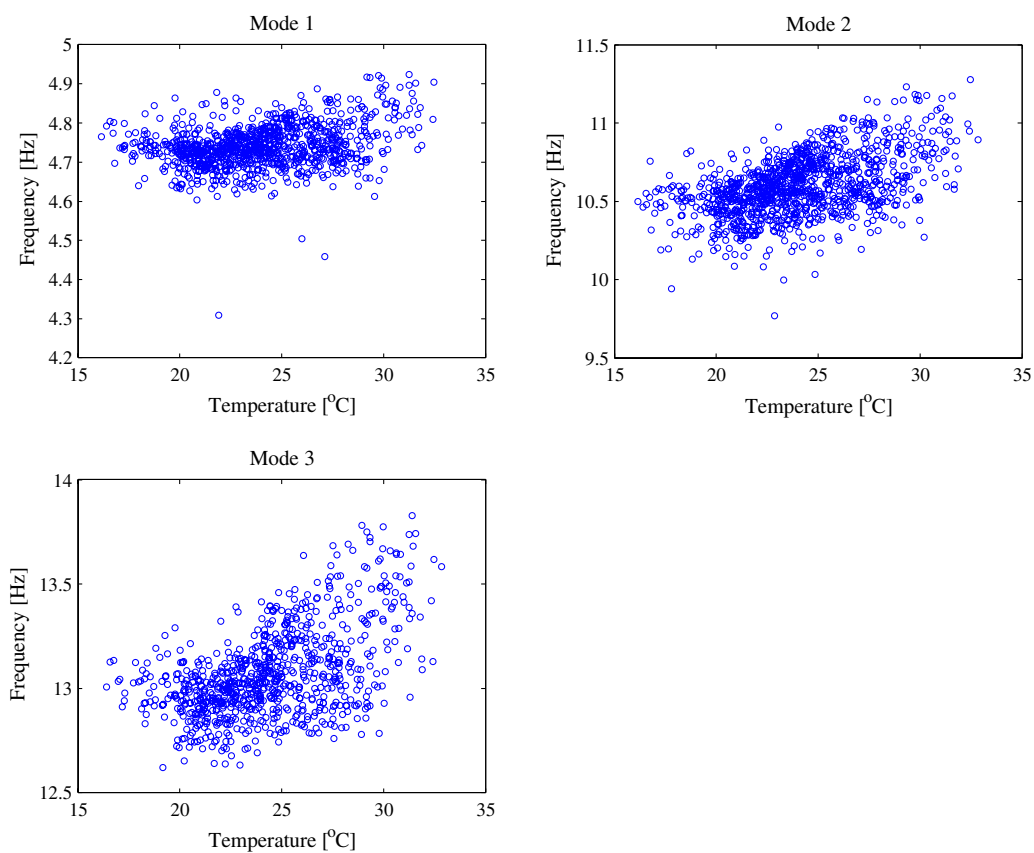 Mode 1
5
4.9
4.8
4.7
4.6
4.5
4.4
4.3
4.2
Frequency [Hz]
15 20 25 30 35
Temperature [°C]
Mode 2
11.5
11
10.5
10
9.5
Frequency [Hz]
15 20 25 30 35
Temperature [°C]
Mode 3
14
13.5
13
12.5
Frequency [Hz]
15 20 25 30 35
Temperature [°C]